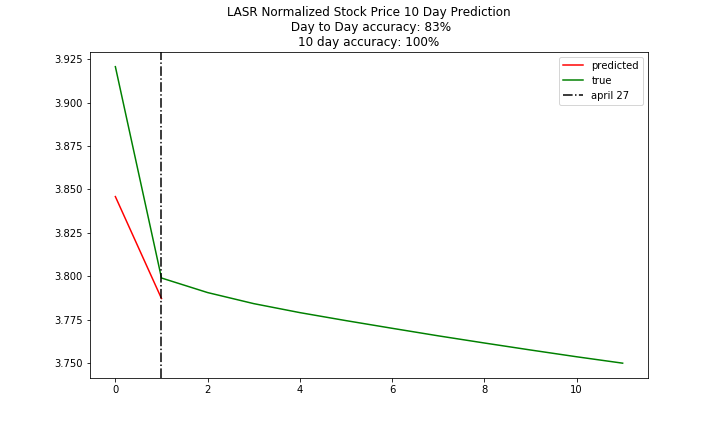 LASR Normalized Stock Price 10 Day Prediction
Day to Day accuracy: 83%
10 day accuracy: 100%
predicted
true
april 27
3.925
3.900
3.875
3.850
3.825
3.800
3.775
3.750
0 2 4 6 8 10